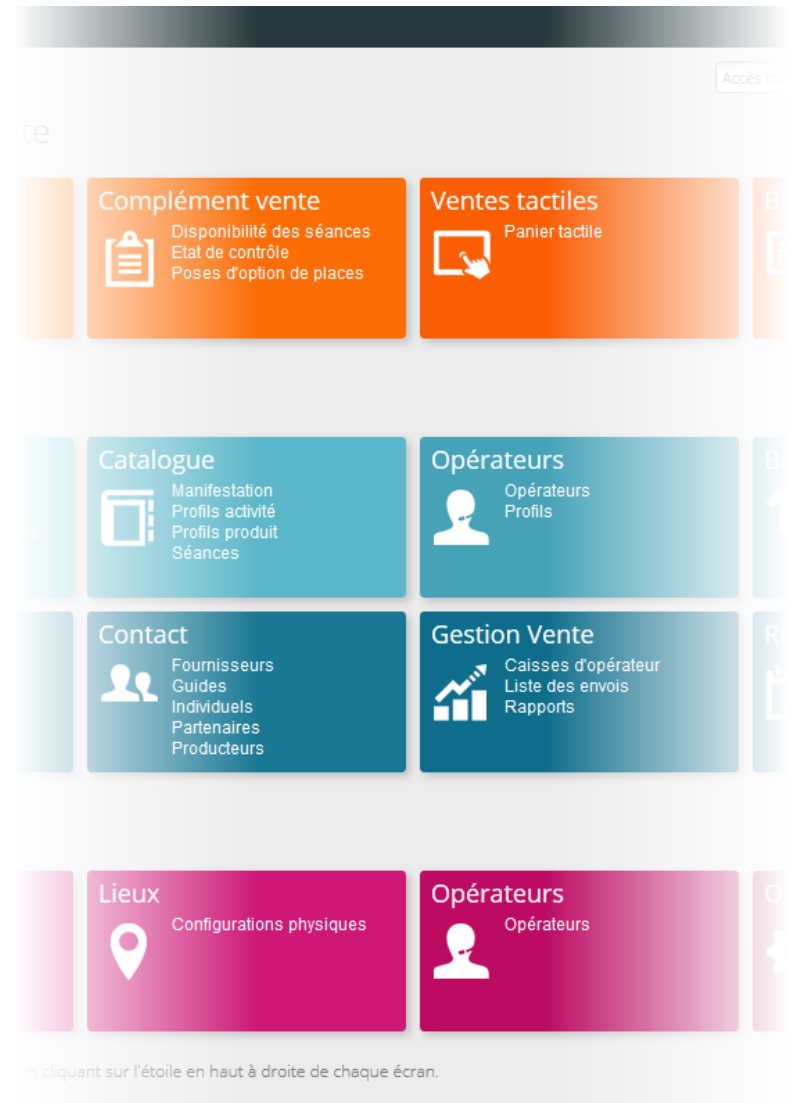 Accès
te
Complément vente
Disponibilité des séances
Etat de contrôle
Poses d'option de places
Ventes tactiles
Panier tactile
Catalogue
Manifestation
Profils activité
Profils produit
Séances
Opérateurs
Opérateurs
Profils
Contact
Fournisseurs
Guides
Individuels
Partenaires
Producteurs
Gestion Vente
Caisses d'opérateur
Liste des envois
Rapports
Lieux
Configurations physiques
Opérateurs
Opérateurs
en cliquant sur l'étoile en haut à droite de chaque écran.